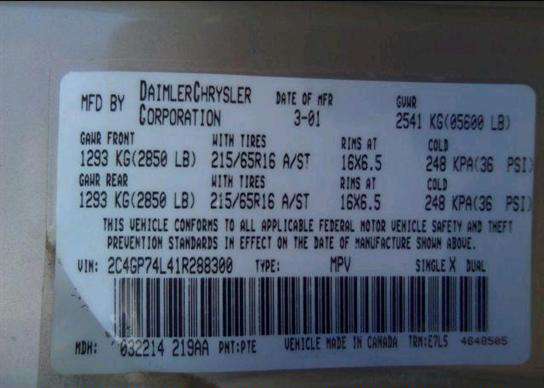 MFD BY DAIMLERCHRYSLER CORPORATION DATE OF MFR 3-01 GVWR 2541 KG(05600 LB)
GAWR FRONT WITH TIRES RIMS AT COLD
1293 KG(2850 LB) 215/65R16 A/ST 16X6.5 248 KPA(36 PSI)
GAWR REAR WITH TIRES RIMS AT COLD
1293 KG(2850 LB) 215/65R16 A/ST 16X6.5 248 KPA(36 PSI)
THIS VEHICLE CONFORMS TO ALL APPLICABLE FEDERAL MOTOR VEHICLE SAFETY AND THEFT
PREVENTION STANDARDS IN EFFECT ON THE DATE OF MANUFACTURE SHOWN ABOVE.
VIN: 2C4GP74L41R288300 TYPE: MPV SINGLE X DUAL
MDH: 032214 219AA PNT:PTE VEHICLE MADE IN CANADA TRM:E7L5 4648505